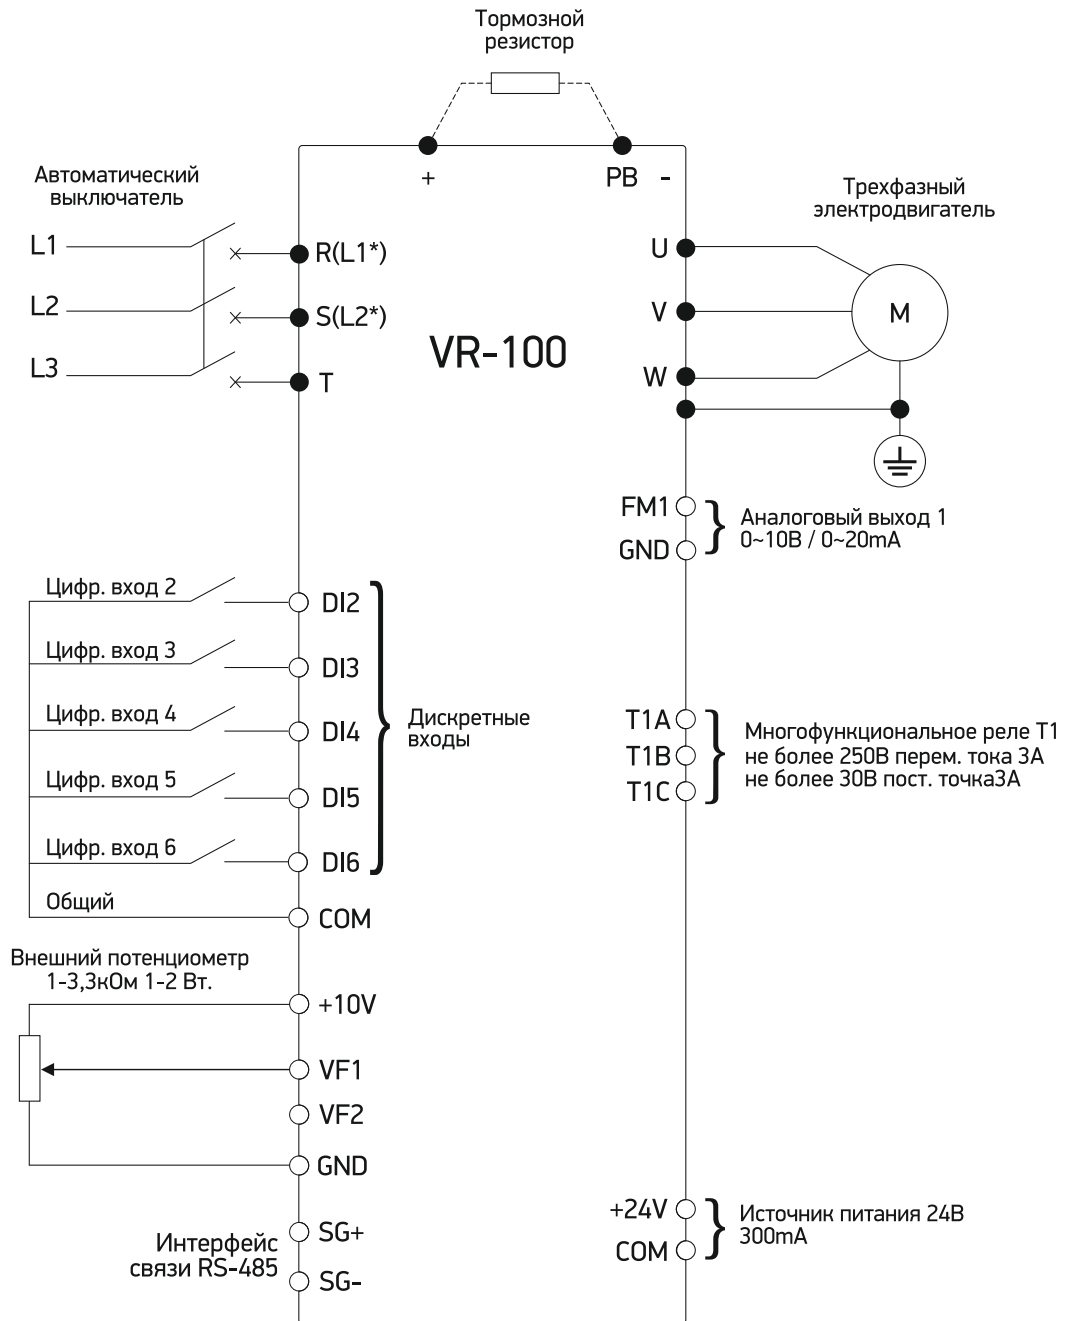 Тормозной
резистор
+
PB -
Автоматический
выключатель
L1
R(L1*)
L2
S(L2*)
L3
T
VR-100
Трехфазный
электродвигатель
U
V
W
M
FM1
GND
Аналоговый выход 1
0~10В / 0~20mA
Цифр. вход 2
DI2
Цифр. вход 3
DI3
Цифр. вход 4
DI4
Цифр. вход 5
DI5
Цифр. вход 6
DI6
Дискретные
входы
Общий
COM
T1A
T1B
T1C
Многофункциональное реле T1
не более 250В перем. тока 3А
не более 30В пост. точка3А
Внешний потенциометр
1-3,3кОм 1-2 Вт.
+10V
VF1
VF2
GND
Интерфейс
связи RS-485
SG+
SG-
+24V
COM
Источник питания 24В
300mA